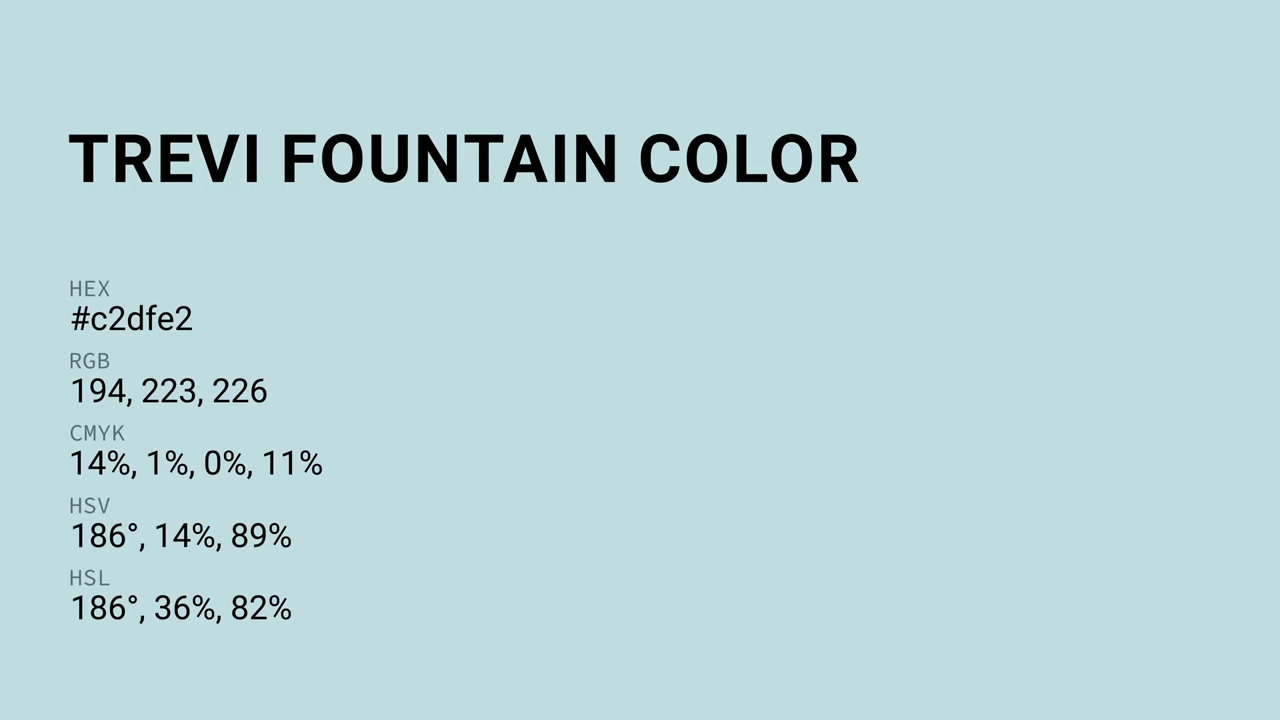 TREVI FOUNTAIN COLOR
HEX
#c2dfe2
RGB
194, 223, 226
CMYK
14%, 1%, 0%, 11%
HSV
186°, 14%, 89%
HSL
186°, 36%, 82%